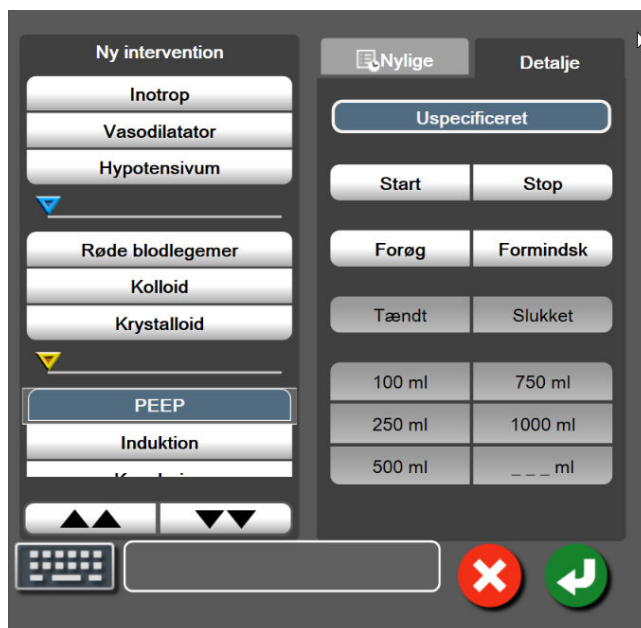 Ny intervention
Inotrop
Vasodilatator
Hypotensivum
Røde blodlegemer
Kolloid
Krystalloid
PEEP
Induktion
Nylige
Detalje
Uspecificeret
Start
Stop
Forøg
Formindsk
Tændt
Slukket
100 ml
750 ml
250 ml
1000 ml
500 ml
_ _ _ ml